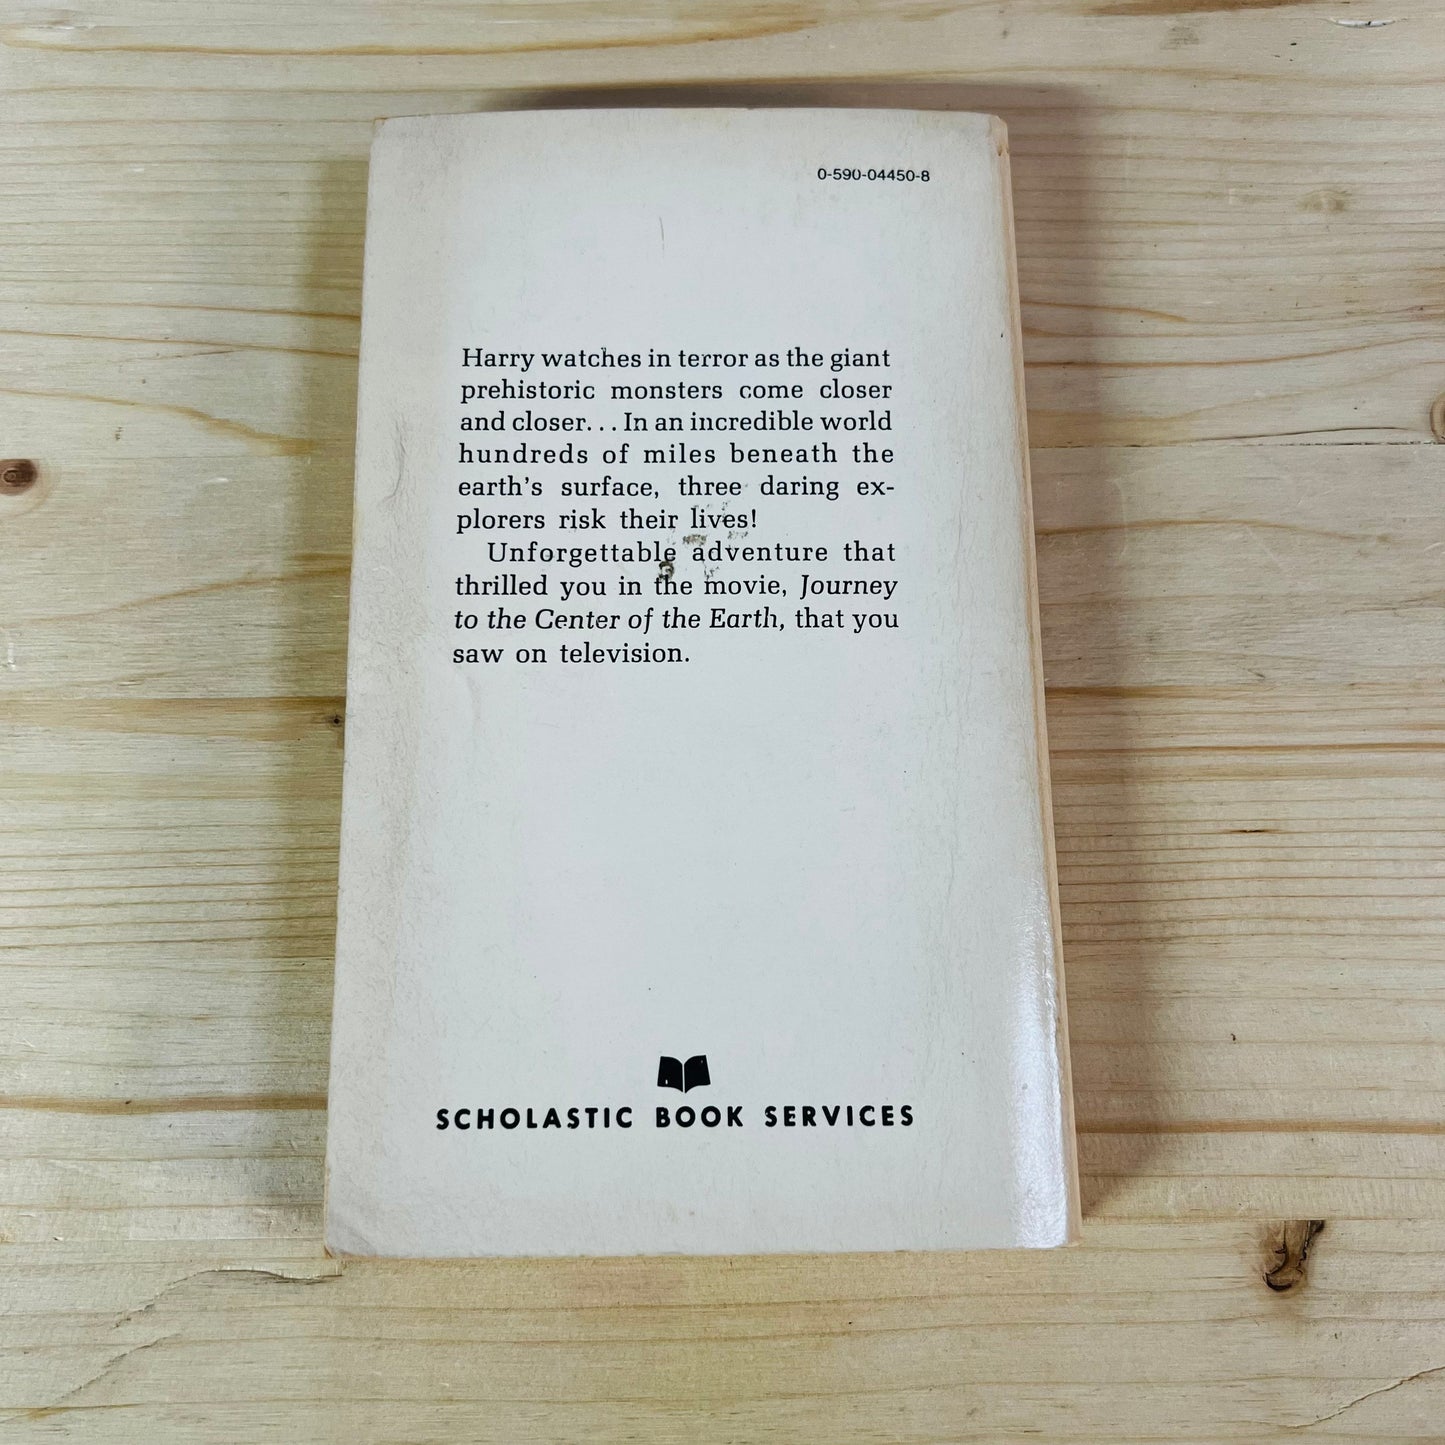 0-590-04450-8
Harry watches in terror as the giant
prehistoric monsters come closer
and closer... In an incredible world
hundreds of miles beneath the
earth's surface, three daring ex-
plorers risk their lives!
Unforgettable adventure that
thrilled you in the movie, Journey
to the Center of the Earth, that you
saw on television.
SCHOLASTIC BOOK SERVICES